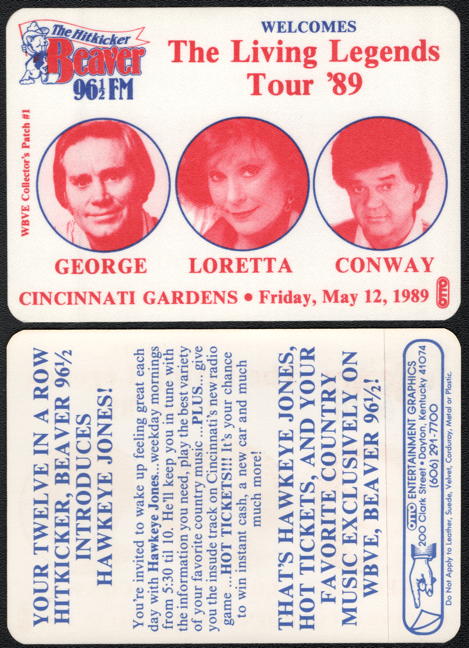 The Hitkicker
Beaver
96½ FM
WELCOMES
The Living Legends
Tour '89
WBVE Collector's Patch #1
GEORGE
LORETTA
CONWAY
CINCINNATI GARDENS • Friday, May 12, 1989
OTTO
YOUR TWELVE IN A ROW
HITKICKER, BEAVER 96½
INTRODUCES
HAWKEYE JONES!
You're invited to wake up feeling great each
day with Hawkeye Jones...weekday mornings
from 5:30 til 10. He'll keep you in tune with
the information you need, play the best variety
of your favorite country music...PLUS... give
you the insude track on Cincinnati's new radio
game ...HOT TICKETS!!! It's your chance
to win instant cash, a new car and much
much more!
THAT'S HAWKEYE JONES,
HOT TICKETS, AND YOUR
FAVORITE COUNTRY
MUSIC EXCLUSIVELY ON
WBVE, BEAVER 96½!
OTTO ENTERTAINMENT GRAPHICS
200 Clark Street • Dayton, Kentucky 41074
(606) 291-7700
Do Not Apply to Leather, Suede, Velvet, Corduroy, Metal or Plastic.